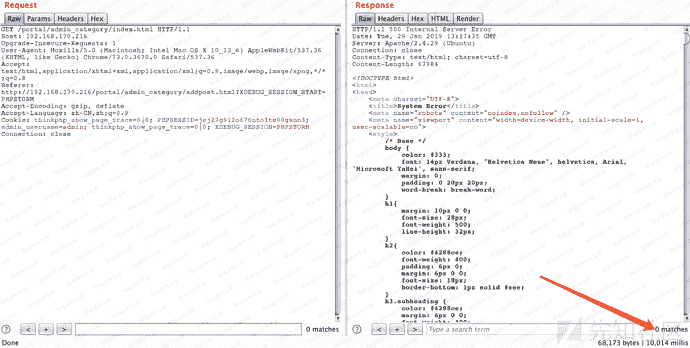 Request
Raw Params Headers Hex
GET /portal/admin_category/index.html HTTP/1.1
Host: 192.168.170.216
Upgrade-Insecure-Requests: 1
User-Agent: Mozilla/5.0 (Macintosh; Intel Mac OS X 10_13_6) AppleWebKit/537.36
(KHTML, like Gecko) Chrome/73.0.3670.0 Safari/537.36
Accept:
text/html,application/xhtml+xml,application/xml;q=0.9,image/webp,image/apng,*/*
;q=0.8
Referer:
http://192.168.170.216/portal/admin_category/addpost.html?XDEBUG_SESSION_START=
PHPSTORM
Accept-Encoding: gzip, deflate
Accept-Language: zh-CN,zh;q=0.9
Cookie: thinkphp_show_page_trace=0|0;
admin_username=admin; thinkphp_show_page_trace=0|0; XDEBUG_SESSION=PHPSTORM
Connection: close
? < + > 0 matches
Done
Response
Raw Headers Hex HTML Render
HTTP/1.1 500 Internal Server Error
Date: Tue, 29 Jan 2019 13:17:35 GMT
Server: Apache/2.4.29 (Ubuntu)
Connection: close
Content-Type: text/html; charset=utf-8
Content-Length: 67984
<!DOCTYPE html>
<html>
<head>
<meta charset="UTF-8">
<title>System Error</title>
<meta name="robots" content="noindex,nofollow" />
<meta name="viewport" content="width=device-width, initial-scale=1,
user-scalable=no">
<style>
/* Base */
body {
color: #333;
font: 14px Verdana, "Helvetica Neue", helvetica, Arial,
'Microsoft YaHei', sans-serif;
margin: 0;
padding: 0 20px 20px;
word-break: break-word;
}
h1{
margin: 10px 0 0;
font-size: 28px;
font-weight: 500;
line-height: 32px;
}
h2{
color: #4288ce;
font-weight: 400;
padding: 6px 0;
margin: 6px 0 0;
font-size: 18px;
border-bottom: 1px solid #eee;
}
h3.subheading {
color: #4288ce;
margin: 6px 0 0;
font-weight: 400;
? < + > Type a search term 0 matches
68,173 bytes | 10,014 millis